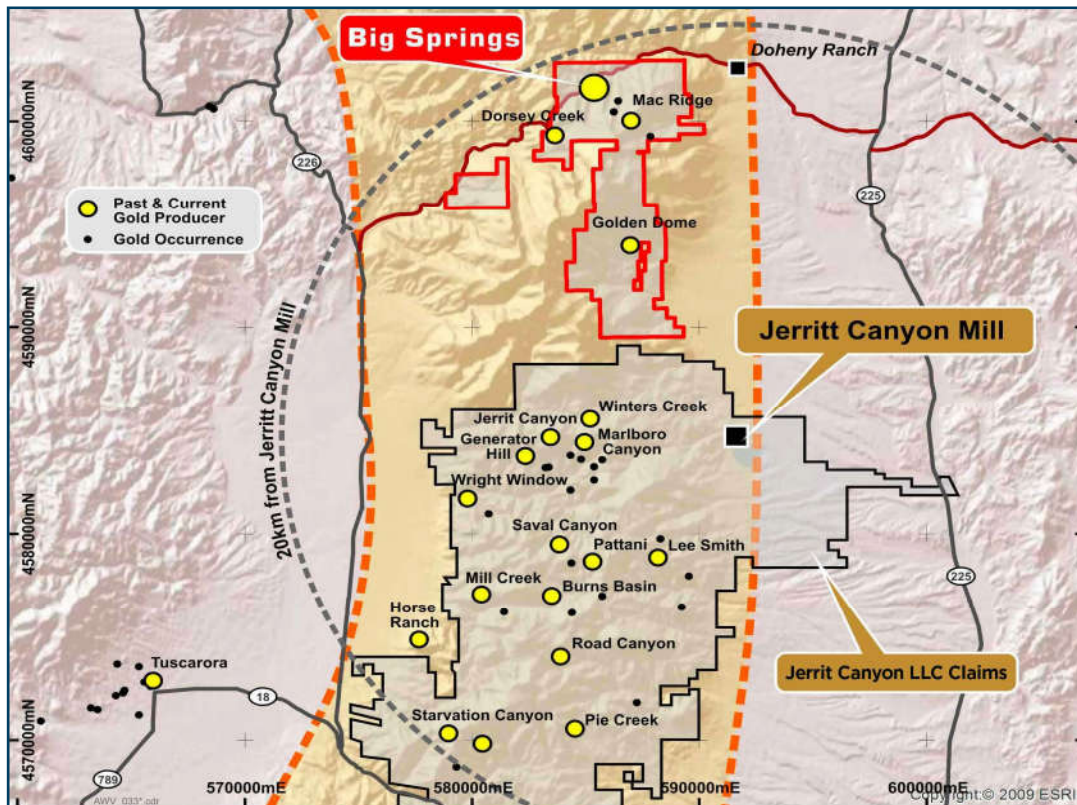 Big Springs
Doheny Ranch
Mac Ridge
Dorsey Creek
4600000mN
226
225
Past & Current
Gold Producer
Gold Occurrence
Golden Dome
4590000mN
Jerritt Canyon Mill
20km from Jerritt Canyon Mill
Winters Creek
Jerrit Canyon
Marlboro
Canyon
Generator
Hill
Wright Window
4580000mN
Saval Canyon
Pattani
Lee Smith
Mill Creek
Burns Basin
225
Horse
Ranch
Road Canyon
Jerrit Canyon LLC Claims
Tuscarora
18
Starvation Canyon
Pie Creek
4570000mN
789
570000mE
580000mE
590000mE
600000mE
AWV_033*.cdr
Copyright:© 2009 ESRI